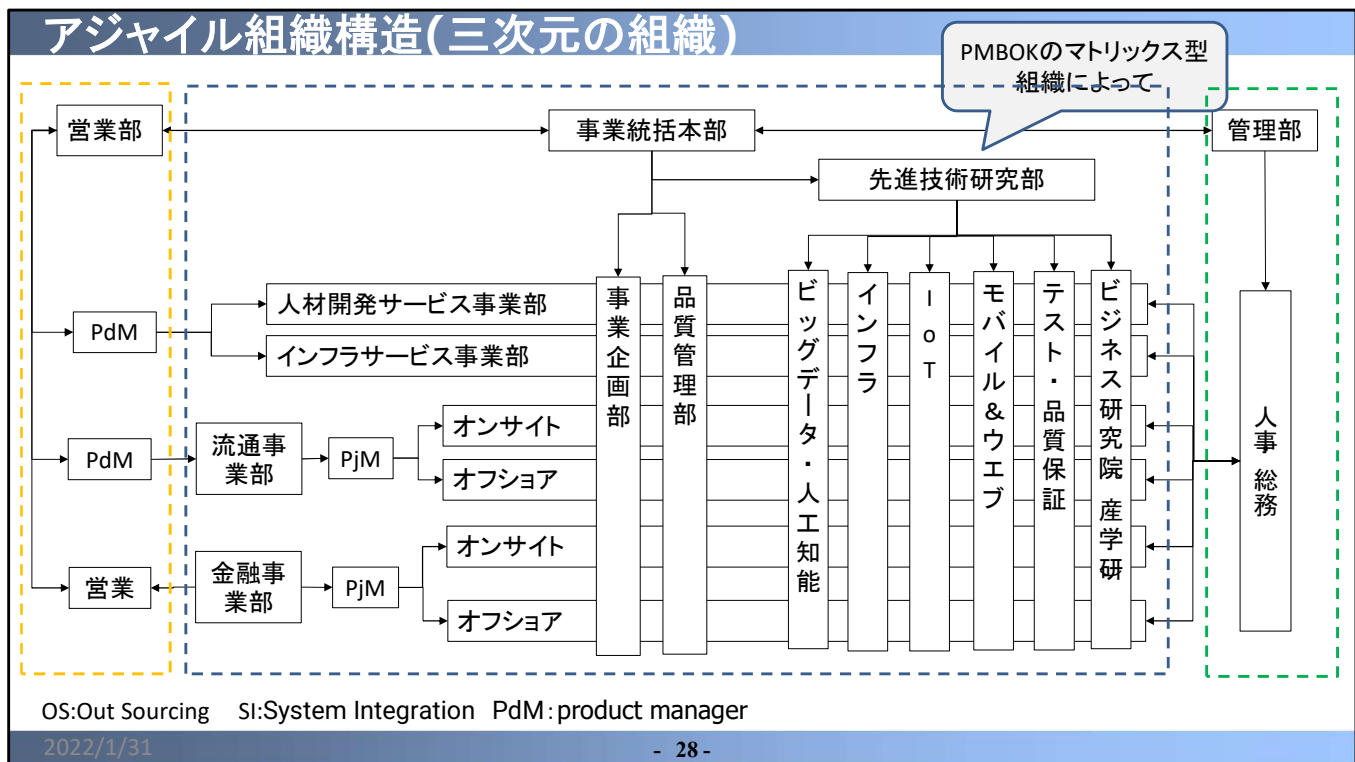 アジャイル組織構造(三次元の組織)
PMBOKのマトリックス型
組織によって
営業部
事業統括本部
管理部
先進技術研究部
人材開発サービス事業部
インフラサービス事業部
PdM
オンサイト
オフショア
PdM
流通事
業部
PjM
オンサイト
オフショア
営業
金融事
業部
PjM
事業企画部
品質管理部
ビッグデータ・人工知能
インフラ
IoT
モバイル&ウエブ
テスト・品質保証
ビジネス研究院 産学研
人事・総務
OS:Out Sourcing SI:System Integration PdM:product manager
2022/1/31
- 28 -